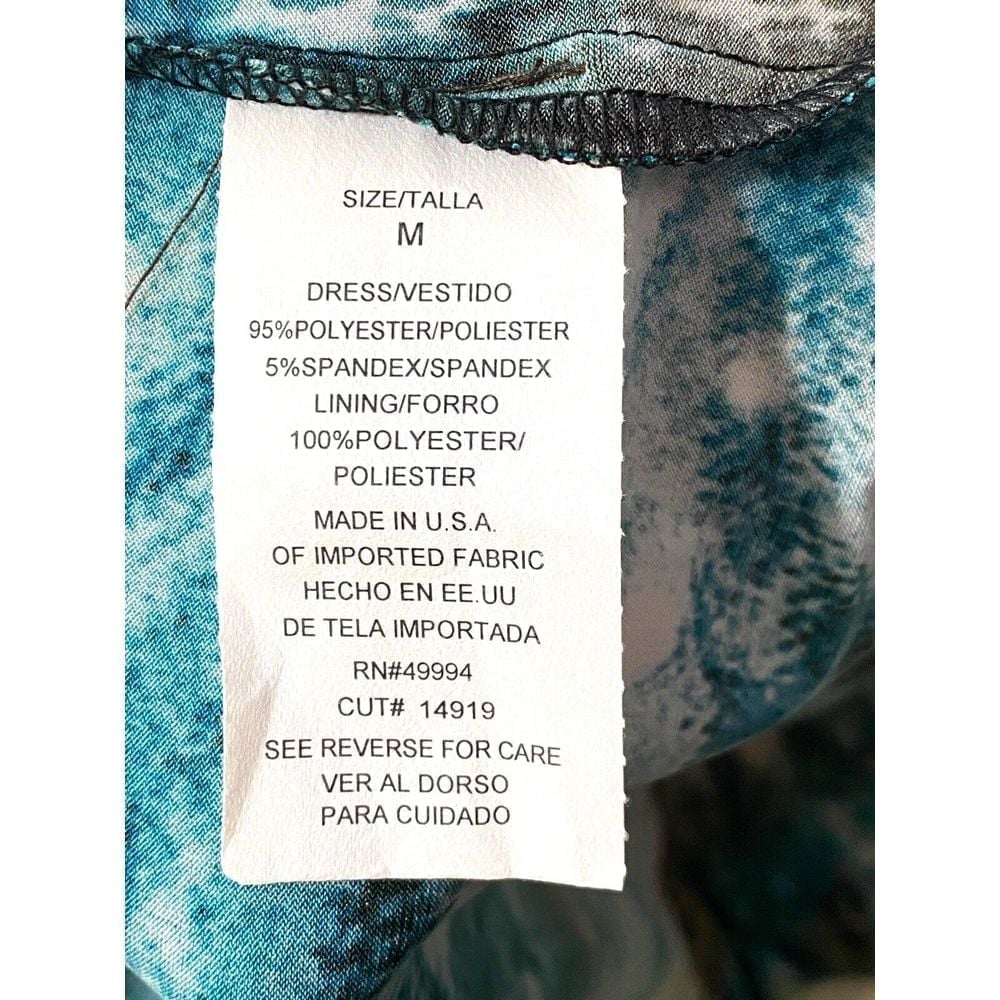 SIZE/TALLA
M
DRESS/VESTIDO
95%POLYESTER/POLIESTER
5%SPANDEX/SPANDEX
LINING/FORRO
100%POLYESTER/
POLIESTER
MADE IN U.S.A.
OF IMPORTED FABRIC
HECHO EN EE.UU
DE TELA IMPORTADA
RN#49994
CUT# 14919
SEE REVERSE FOR CARE
VER AL DORSO
PARA CUIDADO